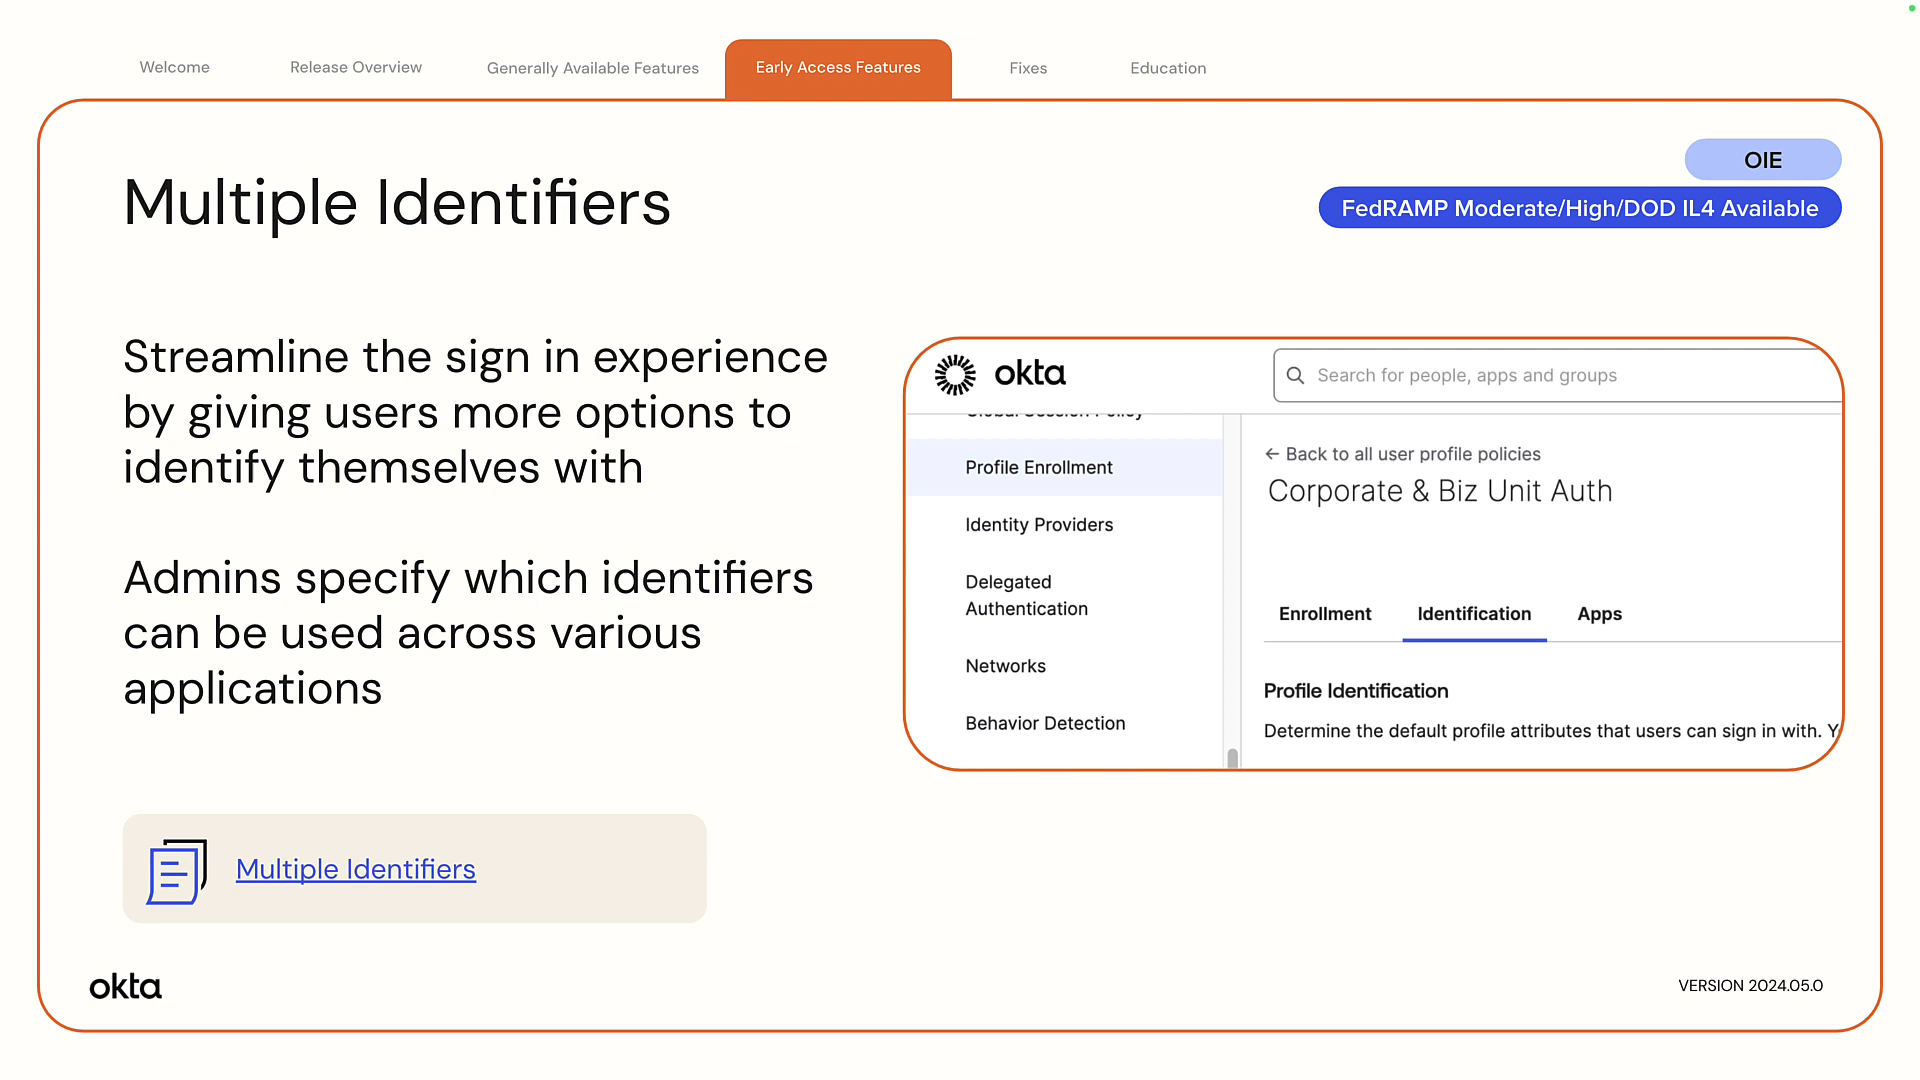 Welcome
Release Overview
Generally Available Features
Early Access Features
Fixes
Education
OIE
FedRAMP Moderate/High/DOD IL4 Available
Multiple Identifiers
Streamline the sign in experience
by giving users more options to
identify themselves with
Admins specify which identifiers
can be used across various
applications
okta
Search for people, apps and groups
Global Session Policy
Profile Enrollment
Identity Providers
Delegated
Authentication
Networks
Behavior Detection
← Back to all user profile policies
Corporate & Biz Unit Auth
Enrollment
Identification
Apps
Profile Identification
Determine the default profile attributes that users can sign in with. Y
Multiple Identifiers
okta
VERSION 2024.05.0